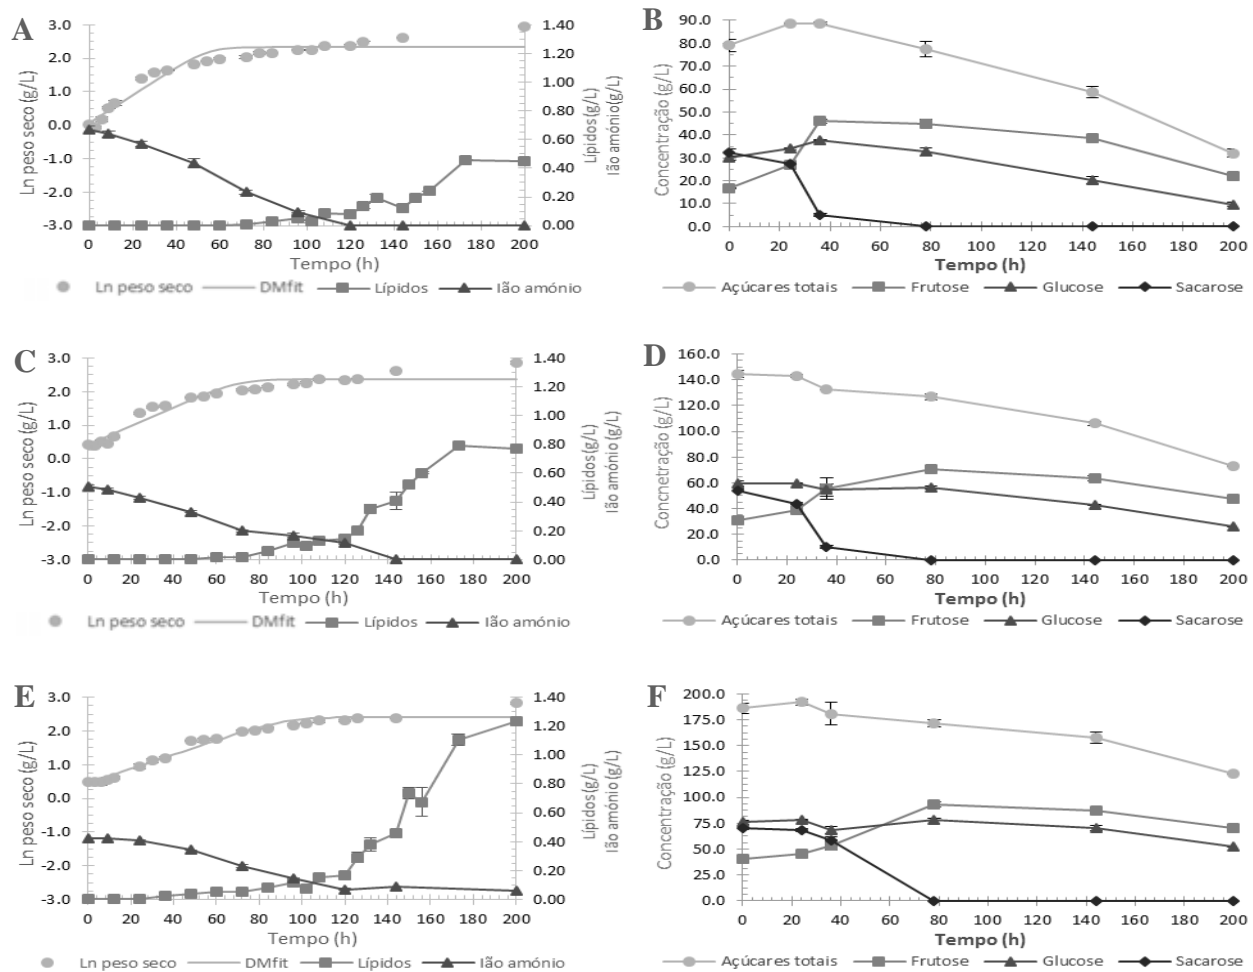 A
3.0
2.0
1.0
0.0
-1.0
-2.0
-3.0
Ln peso seco (g/L)
1.40
1.20
1.00
0.80
0.60
0.40
0.20
0.00
Lípidos(g/L)
Ião amónio(g/L)
0 20 40 60 80 100 120 140 160 180 200
Tempo (h)
Ln peso seco DMfit Lípidos Ião amónio
B
90.0
80.0
70.0
60.0
50.0
40.0
30.0
20.0
10.0
0.0
Concentração (g/L)
0 20 40 60 80 100 120 140 160 180 200
Tempo (h)
Açúcares totais Frutose Glucose Sacarose
C
3.0
2.0
1.0
0.0
-1.0
-2.0
-3.0
Ln peso seco (g/L)
1.40
1.20
1.00
0.80
0.60
0.40
0.20
0.00
Lípidos(g/L)
Ião amónio (g/L)
0 20 40 60 80 100 120 140 160 180 200
Tempo (h)
Ln peso seco DMfit Lípidos Ião amónio
D
160.0
140.0
120.0
100.0
80.0
60.0
40.0
20.0
0.0
Concnetração (g/L)
0 20 40 60 80 100 120 140 160 180 200
Tempo (h)
Açúcares totais Frutose Glucose Sacarose
E
3.0
2.0
1.0
0.0
-1.0
-2.0
-3.0
Ln peso seco (g/L)
1.40
1.20
1.00
0.80
0.60
0.40
0.20
0.00
Lípidos(g/L)
Ião amónio (g/L)
0 20 40 60 80 100 120 140 160 180 200
Tempo (h)
Ln peso seco DMfit Lípidos Ião amónio
F
200.0
175.0
150.0
125.0
100.0
75.0
50.0
25.0
0.0
Concentração (g/L)
0 20 40 60 80 100 120 140 160 180 200
Tempo (h)
Açúcares totais Frutose Glucose Sacarose